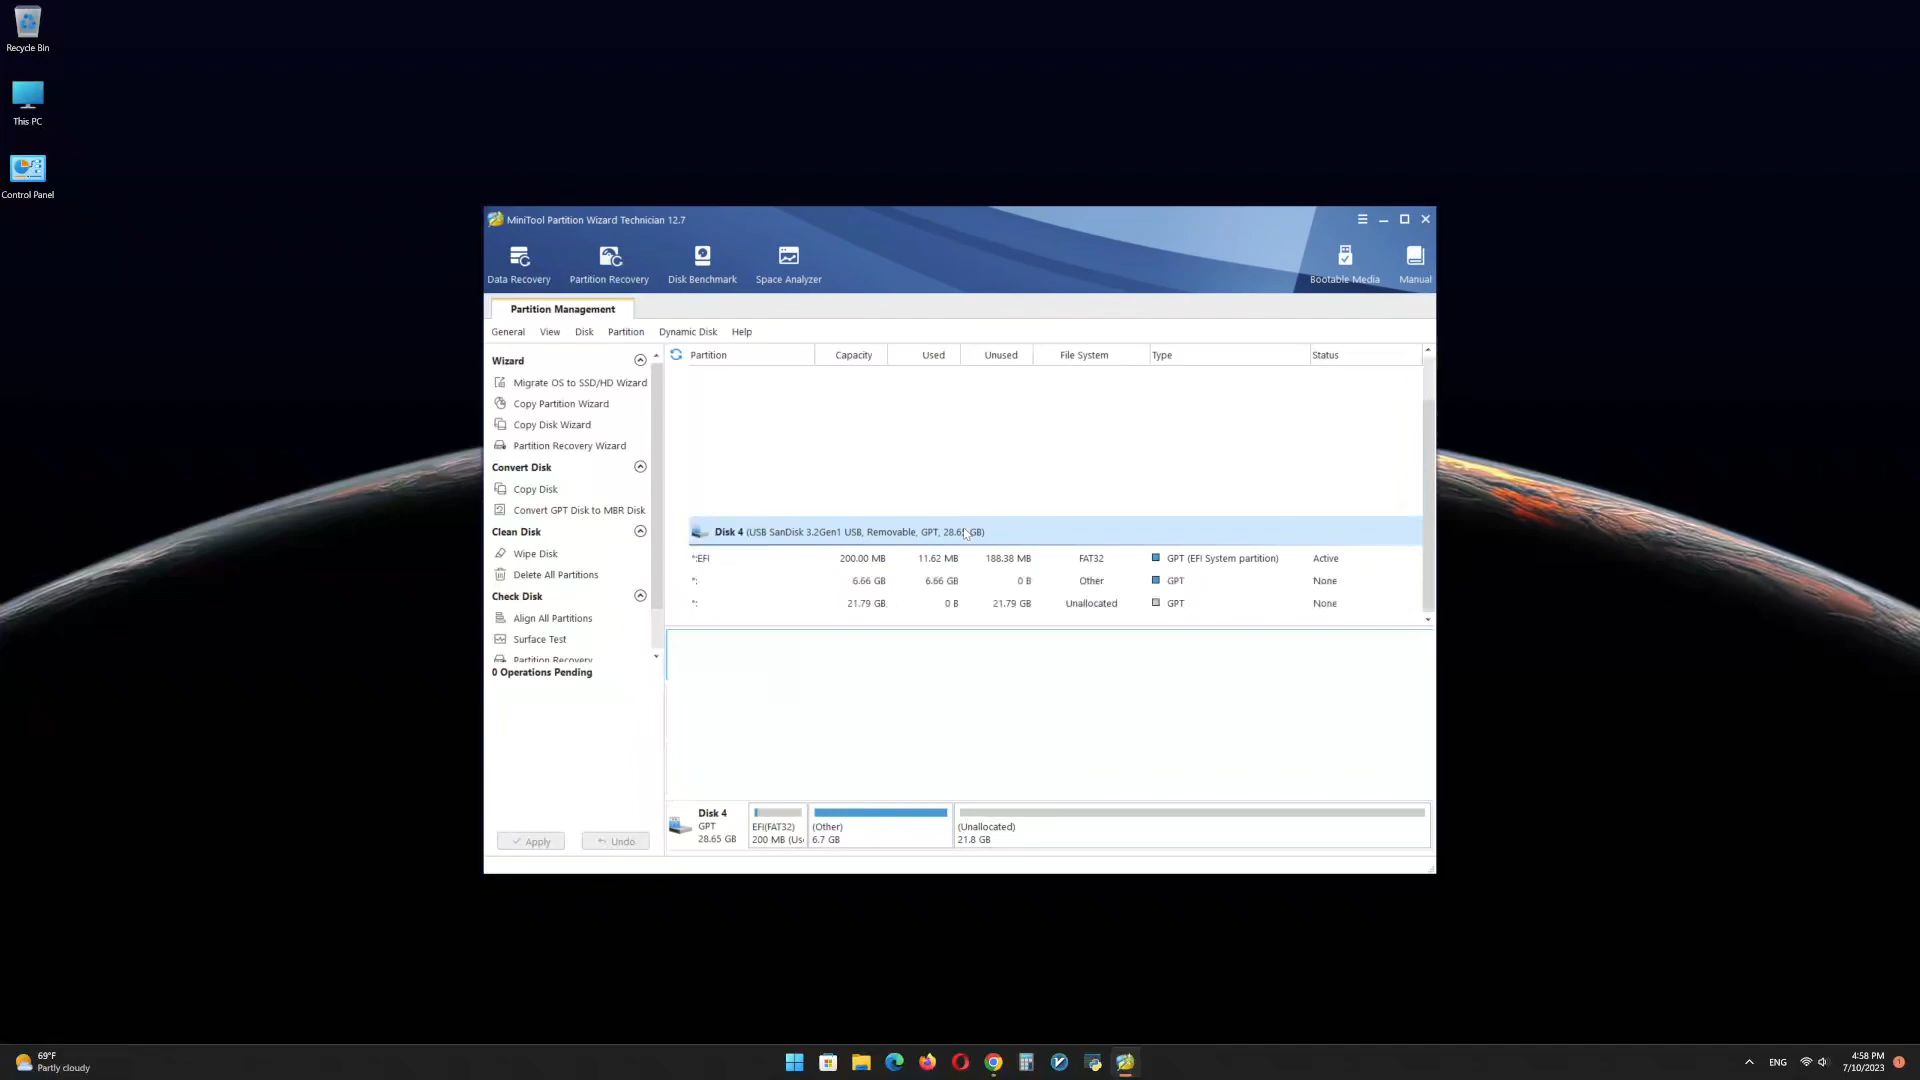 Recycle Bin
This PC
Control Panel
MiniTool Partition Wizard Technician 12.7
Data Recovery Partition Recovery Disk Benchmark Space Analyzer Bootable Media Manual
Partition Management
General View Disk Partition Dynamic Disk Help
Wizard
Migrate OS to SSD/HD Wizard
Copy Partition Wizard
Copy Disk Wizard
Partition Recovery Wizard
Convert Disk
Copy Disk
Convert GPT Disk to MBR Disk
Clean Disk
Wipe Disk
Delete All Partitions
Check Disk
Align All Partitions
Surface Test
Partition Recovery
0 Operations Pending
Apply Undo
Partition Capacity Used Unused File System Type Status
Disk 4 (USB SanDisk 3.2Gen1 USB, Removable, GPT, 28.65 GB)
*:EFI 200.00 MB 11.62 MB 188.38 MB FAT32 GPT (EFI System partition) Active
*: 6.66 GB 6.66 GB 0 B Other GPT None
*: 21.79 GB 0 B 21.79 GB Unallocated GPT None
Disk 4
GPT
28.65 GB
EFI(FAT32)
200 MB (Us
(Other)
6.7 GB
(Unallocated)
21.8 GB
69°F
Partly cloudy
ENG
4:58 PM
7/10/2023
1